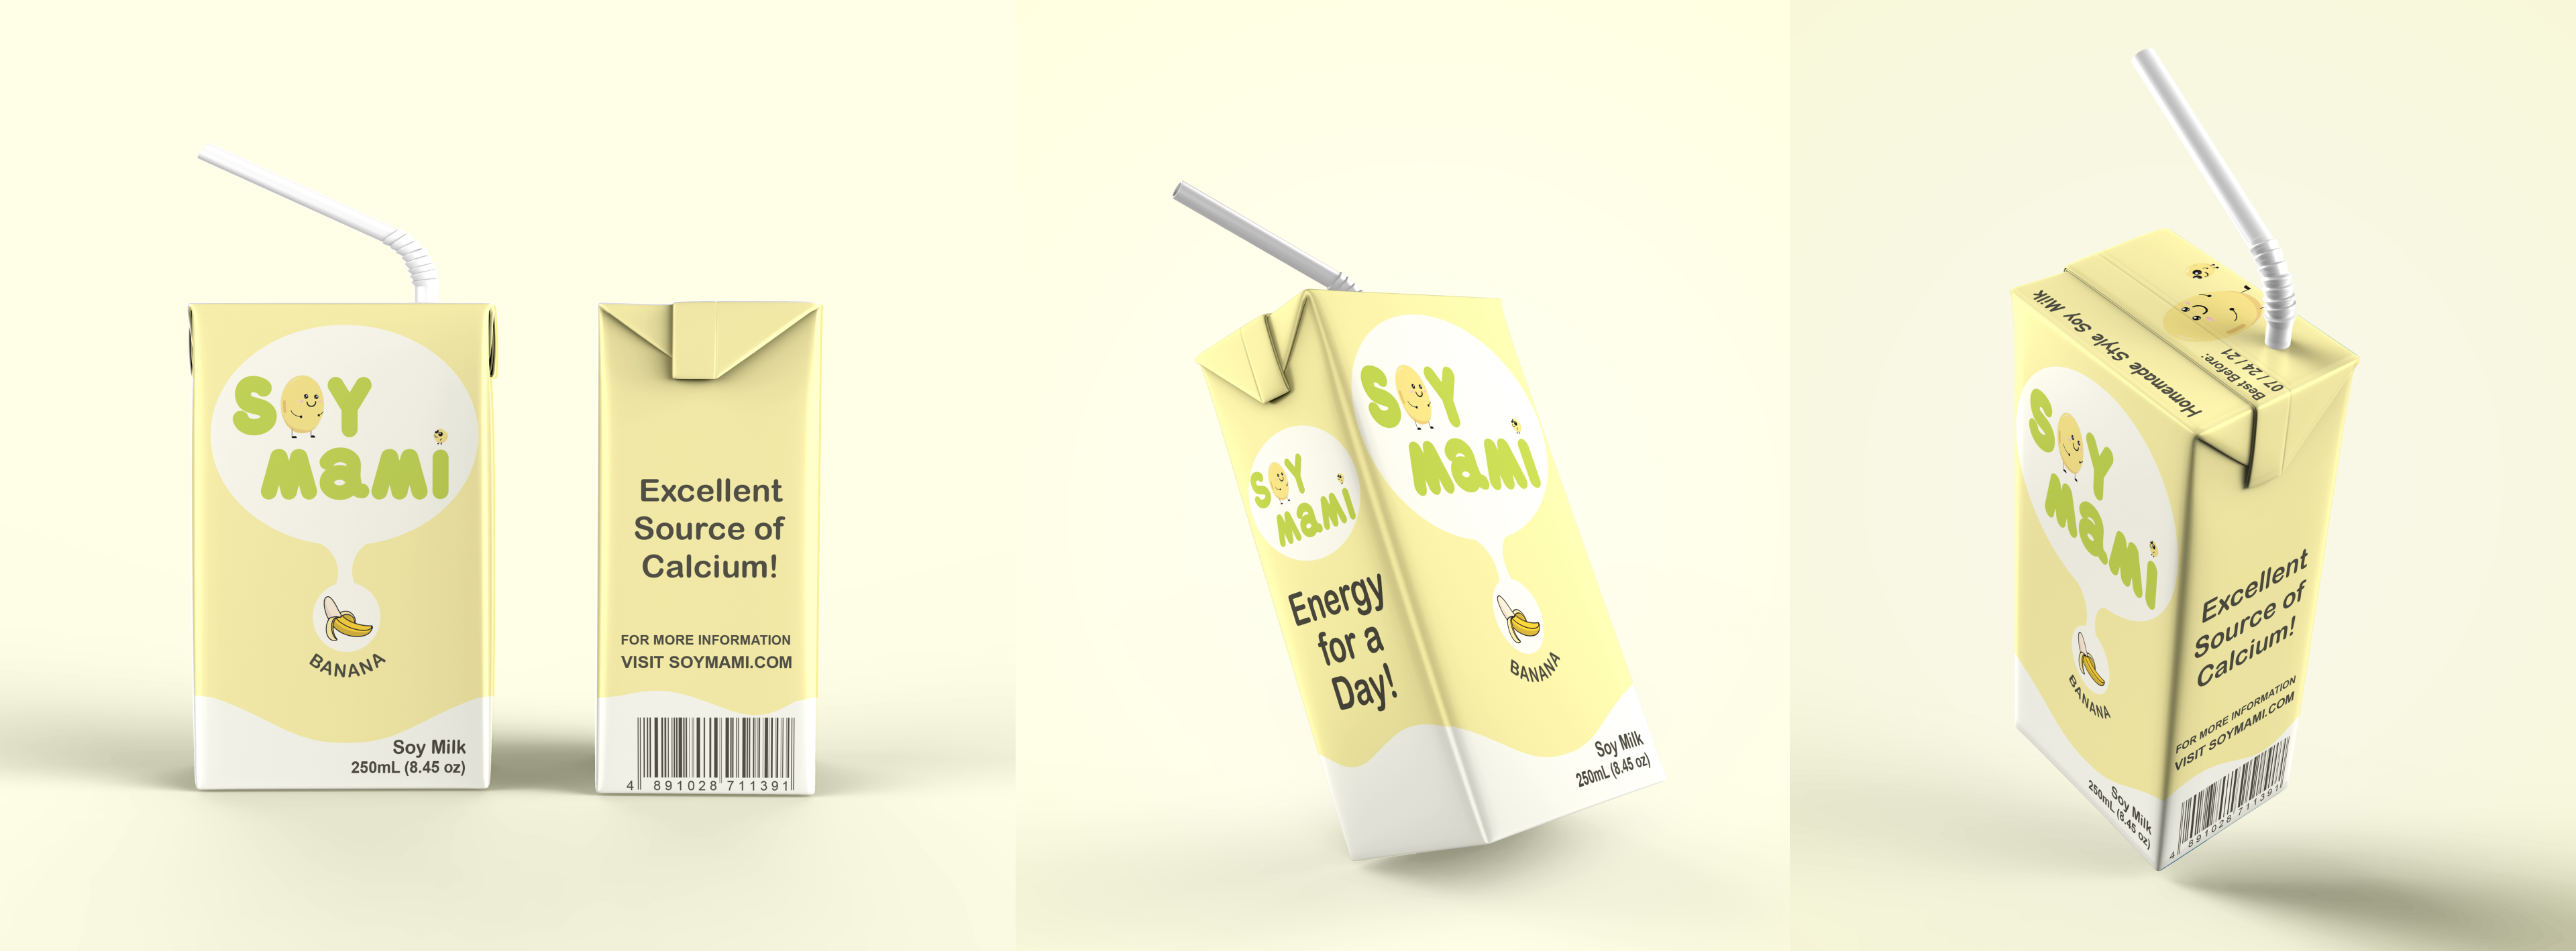 SOY
mami
BANANA
Soy Milk
250mL (8.45 oz)
Excellent
Source of
Calcium!
FOR MORE INFORMATION
VISIT SOYMAMI.COM
4 891028 711391
SOY
mami
Energy
for a
Day!
SOY
mami
BANANA
Soy Milk
250mL (8.45 oz)
Homemade Style Soy Milk
Best Before:
07 / 24 / 21
SOY
mami
BANANA
Soy Milk
250mL (8.45 oz)
Excellent
Source of
Calcium!
FOR MORE INFORMATION
VISIT SOYMAMI.COM
4 891028 711391